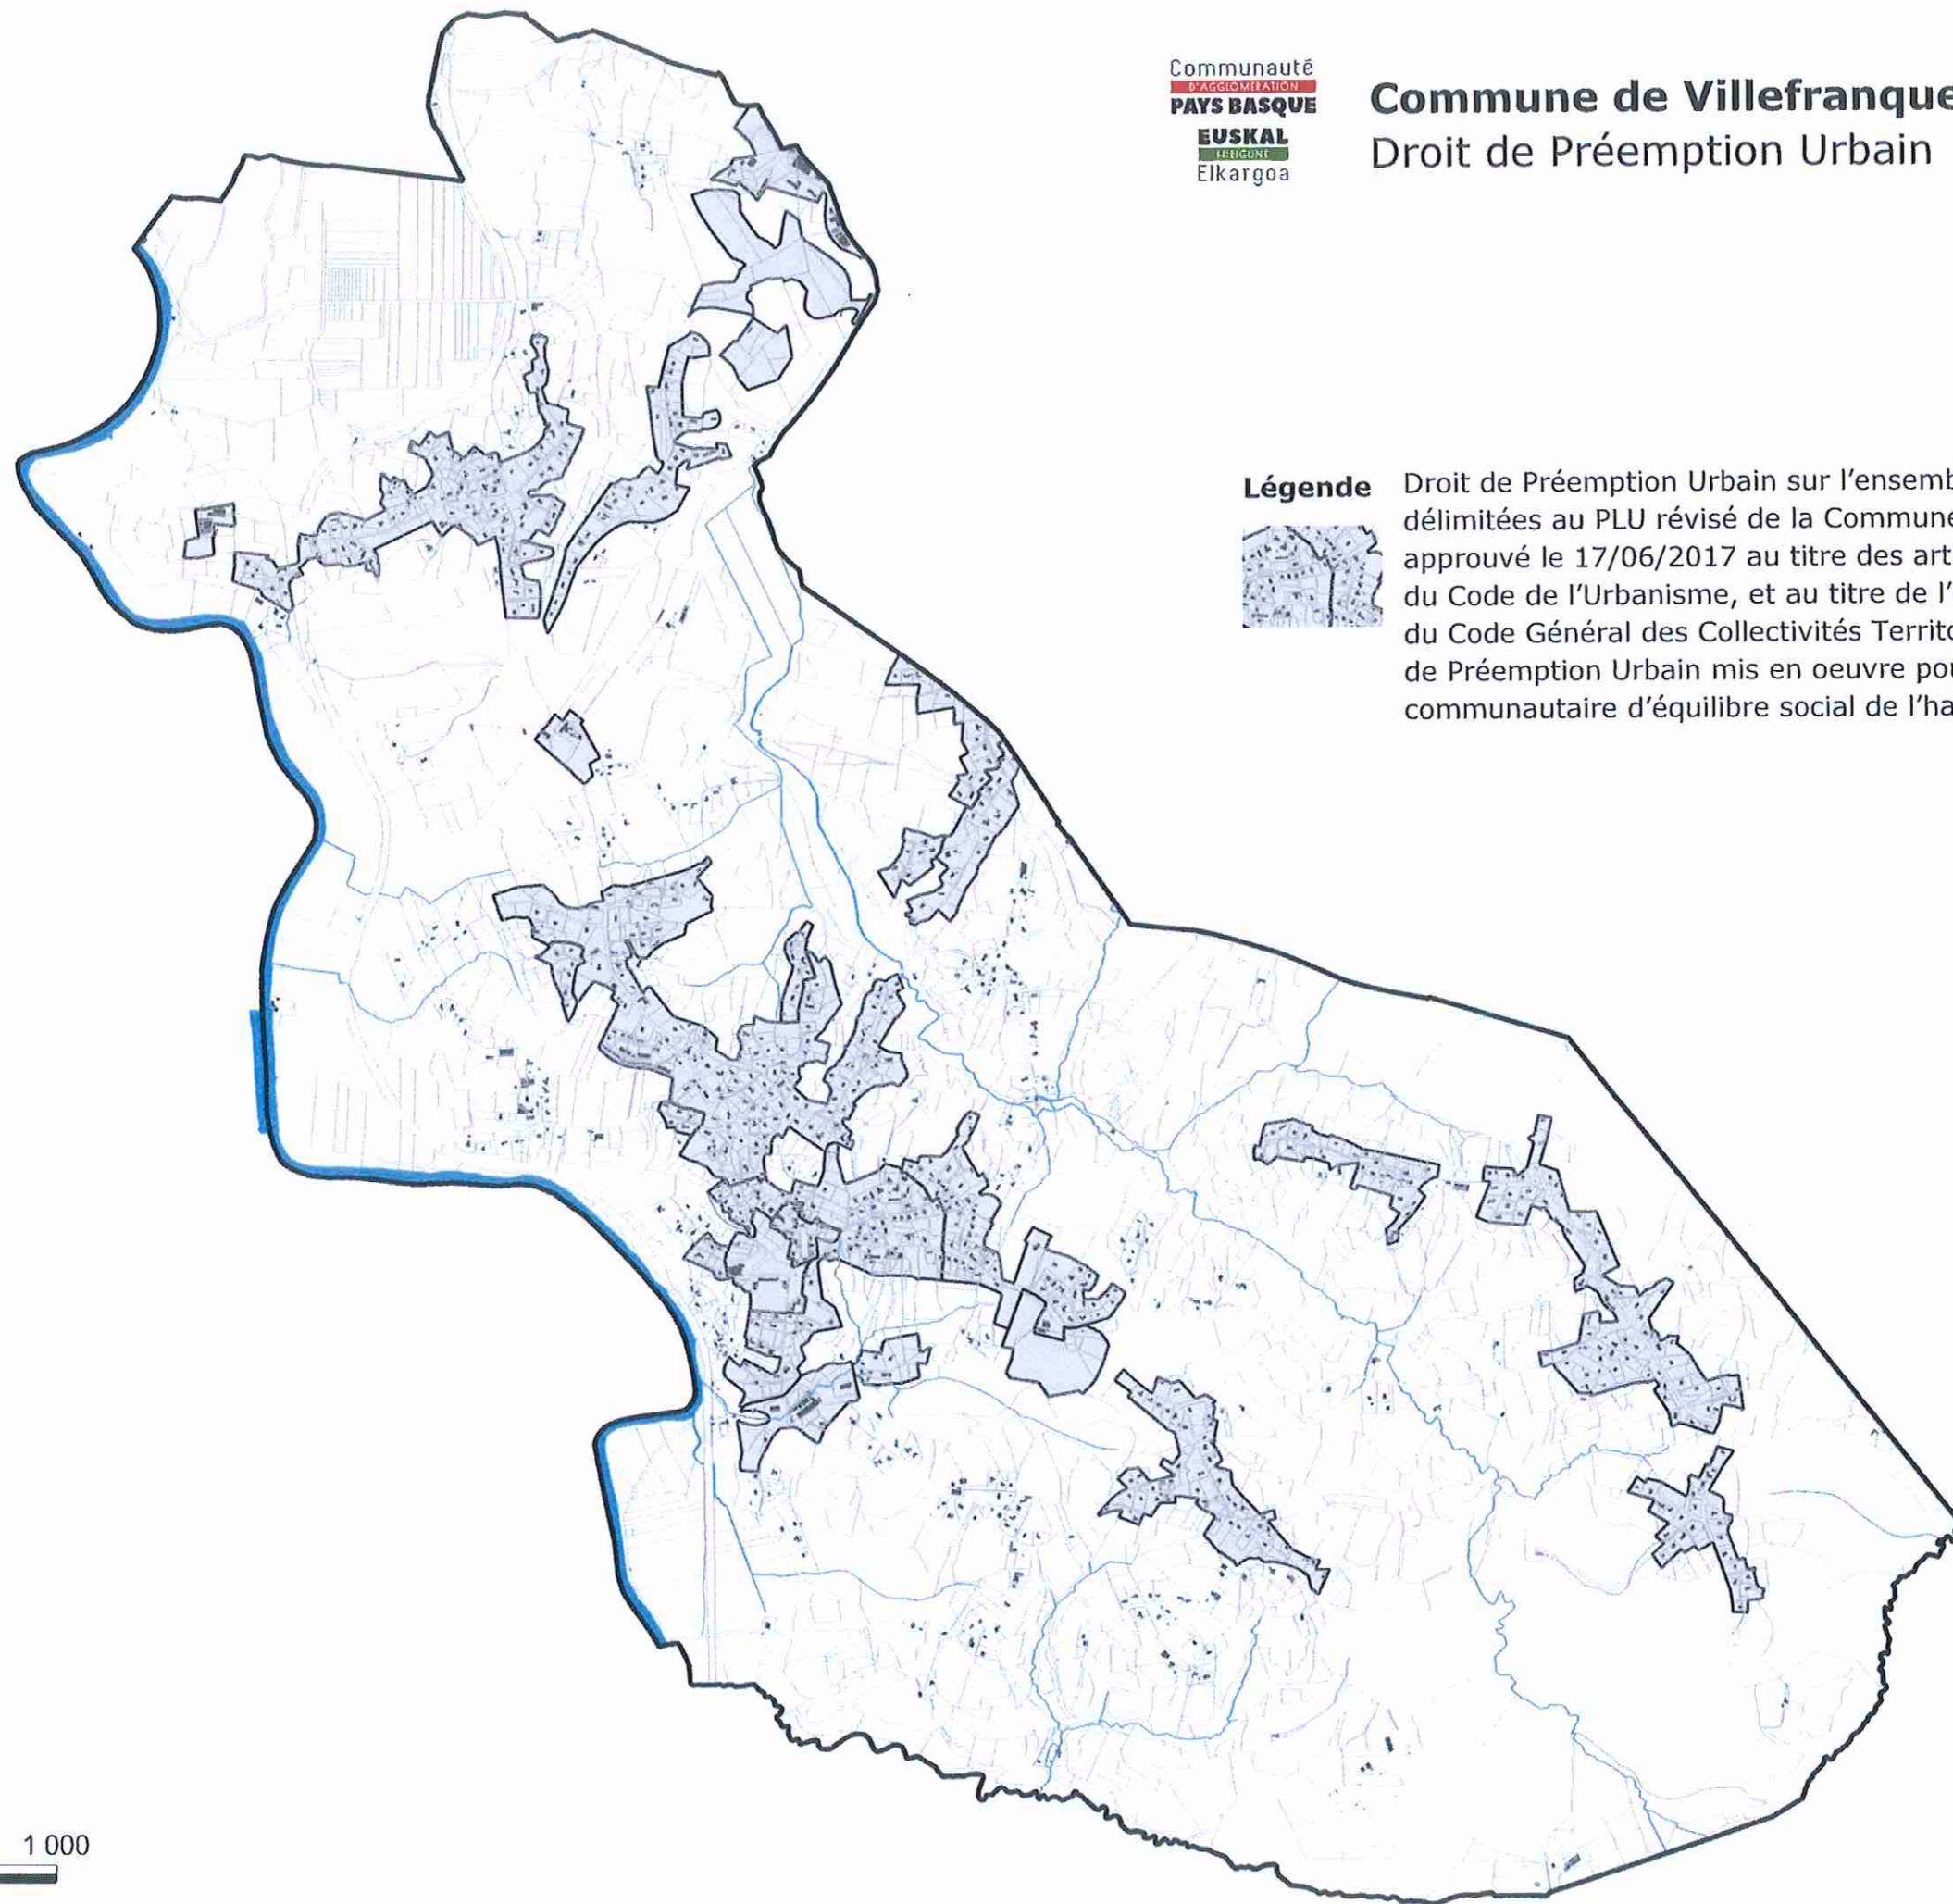 Communauté
D'AGGLOMERATION
PAYS BASQUE
EUSKAL
HIRIGUNE
Elkargoa
Commune de Villefranque
Droit de Préemption Urbain
Légende
Droit de Préemption Urbain sur l'ensemb
délimitées au PLU révisé de la Commune
approuvé le 17/06/2017 au titre des art
du Code de l'Urbanisme, et au titre de l'
du Code Général des Collectivités Territo
de Préemption Urbain mis en oeuvre pou
communautaire d'équilibre social de l'ha
1 000